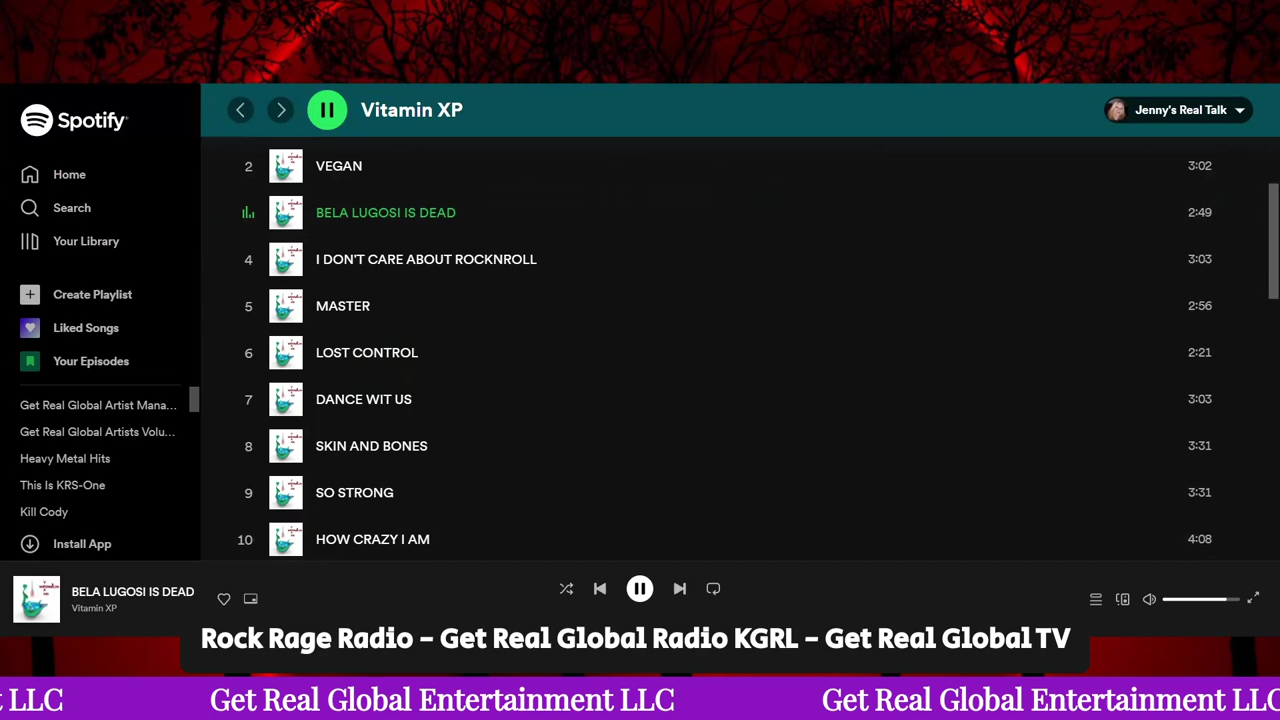 Spotify
Home
Search
Your Library
Create Playlist
Liked Songs
Your Episodes
Get Real Global Artist Mana...
Get Real Global Artists Volu...
Heavy Metal Hits
This Is KRS-One
Kill Cody
Install App
Vitamin XP
Jenny's Real Talk
2 VEGAN 3:02
BELA LUGOSI IS DEAD 2:49
4 I DON'T CARE ABOUT ROCKNROLL 3:03
5 MASTER 2:56
6 LOST CONTROL 2:21
7 DANCE WIT US 3:03
8 SKIN AND BONES 3:31
9 SO STRONG 3:31
10 HOW CRAZY I AM 4:08
BELA LUGOSI IS DEAD
Vitamin XP
Rock Rage Radio – Get Real Global Radio KGRL – Get Real Global TV
t LLC Get Real Global Entertainment LLC Get Real Global Entertainment LLC